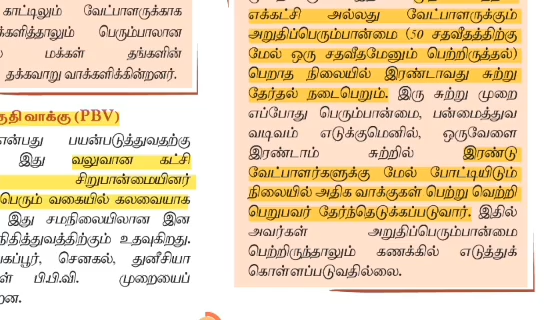 காட்டிலும் வேட்பாளருக்காக
களித்தால் பெரும்பாலான
மக்கள் தங்களின்
தக்கவாறு வாக்களிக்கின்றனர்.
வாக்கு (PBV)
என்பது பயன்படுத்துவதற்கு
இது வலுவான கட்சி
சிறுபான்மையினர்
பெரும் வகையில் கலவையாக
இது சமநிலையிலான இன
நிதித்துவத்திற்கும் உதவுகிறது.
செனகல், துனீசியா
பி.பி.வி. முறையைப்
எக்கட்சி அல்லது வேட்பாளருக்கும்
அறுதிப்பெரும்பான்மை (50 சதவீதத்திற்கு
மேல் ஒரு சதவீதமேனும் பெற்றிருத்தல்)
பெறாத நிலையில் இரண்டாவது சுற்று
தேர்தல் நடைபெறும். இரு சுற்று முறை
எப்போது பெரும்பான்மை, பன்மைத்துவ
வடிவம் எடுக்குமெனில், ஒருவேளை
இரண்டாம் சுற்றில் இரண்டு
வேட்பாளர்களுக்கு மேல் போட்டியிடும்
நிலையில் அதிக வாக்குகள் பெற்று வெற்றி
பெறுபவர் தேர்ந்தெடுக்கப்படுவார். இதில்
அவர்கள் அறுதிப்பெரும்பான்மை
பெற்றிருந்தாலும் கணக்கில் எடுத்துக்
கொள்ளப்படுவதில்லை.